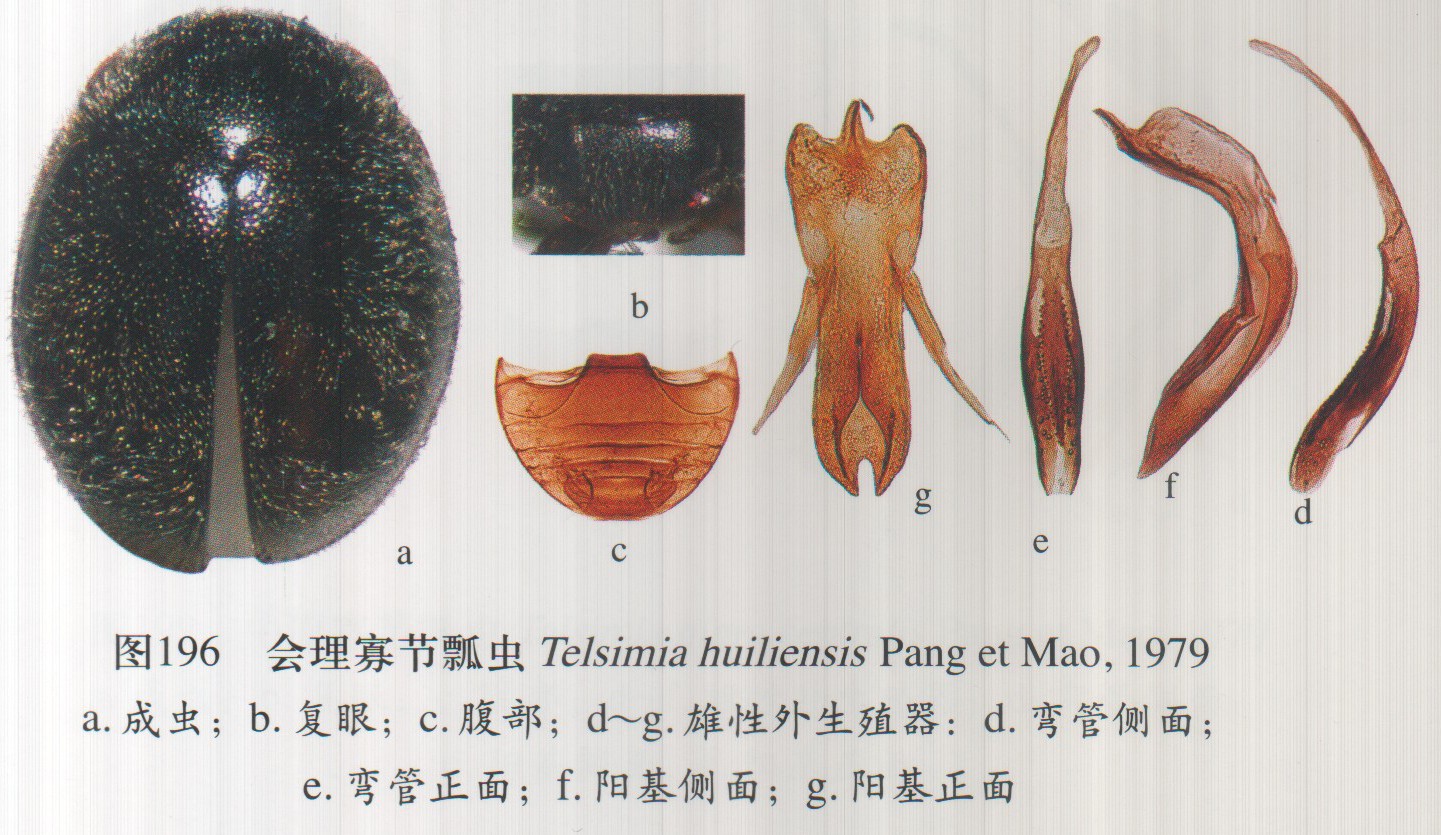 a
b
c
g
e
f
d
图196 会理寡节瓢虫 Telsimia huiliensis Pang et Mao, 1979
a. 成虫；b. 复眼；c. 腹部；d～g. 雄性外生殖器：d. 弯管侧面；
e. 弯管正面；f. 阳基侧面；g. 阳基正面